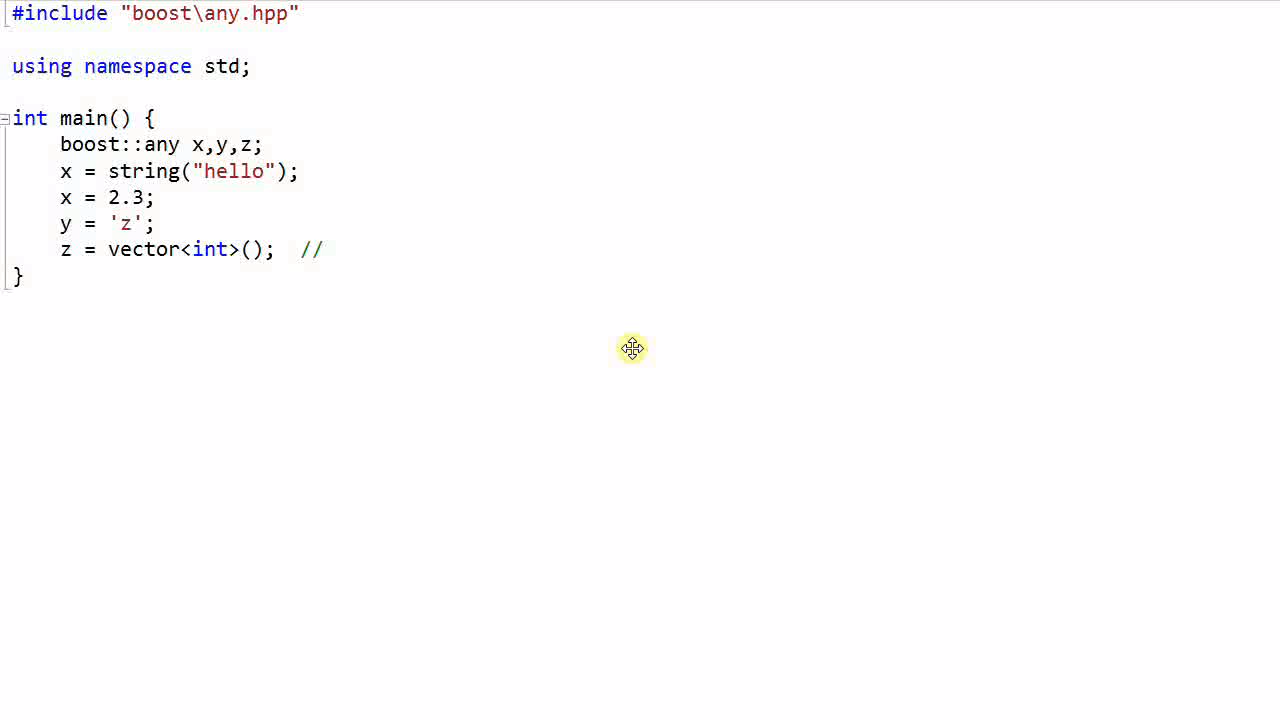 #include "boost\any.hpp"
using namespace std;
int main() {
boost::any x,y,z;
x = string("hello");
x = 2.3;
y = 'z';
z = vector<int>();  //
}